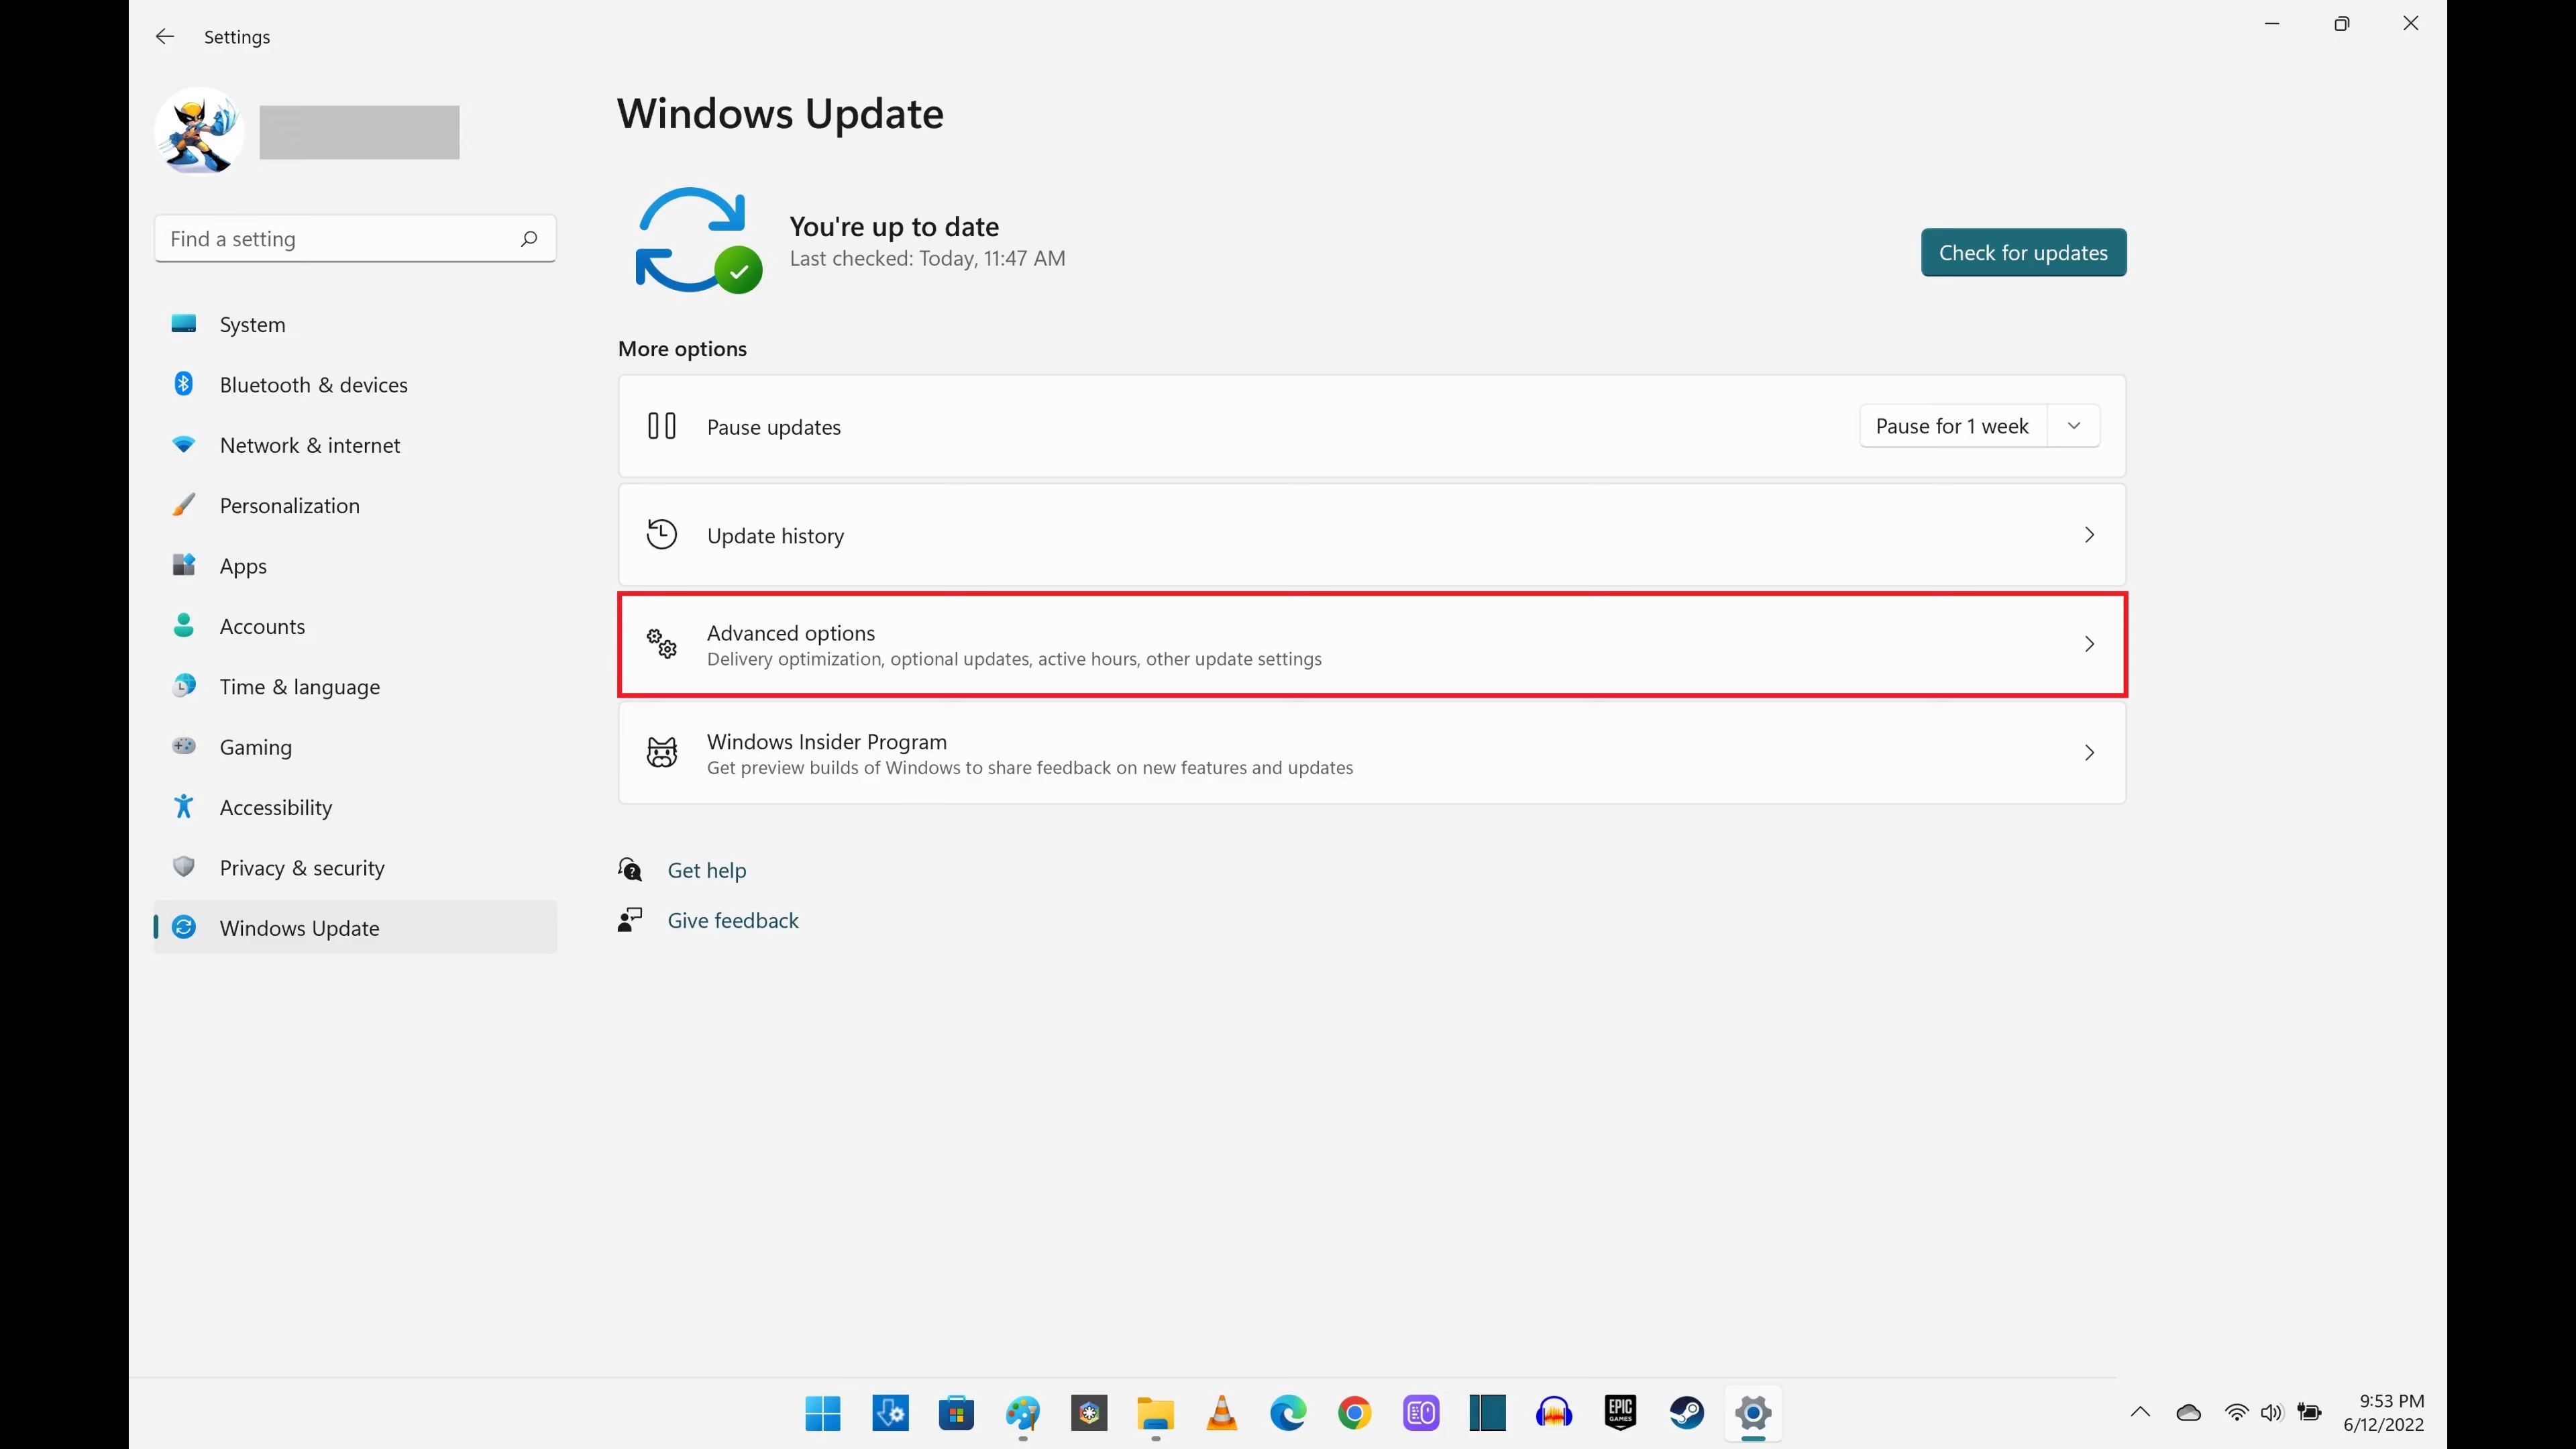 Settings
Find a setting
System
Bluetooth & devices
Network & internet
Personalization
Apps
Accounts
Time & language
Gaming
Accessibility
Privacy & security
Windows Update
Windows Update
You're up to date
Last checked: Today, 11:47 AM
Check for updates
More options
Pause updates
Pause for 1 week
Update history
Advanced options
Delivery optimization, optional updates, active hours, other update settings
Windows Insider Program
Get preview builds of Windows to share feedback on new features and updates
Get help
Give feedback
EPIC
GAMES
9:53 PM
6/12/2022